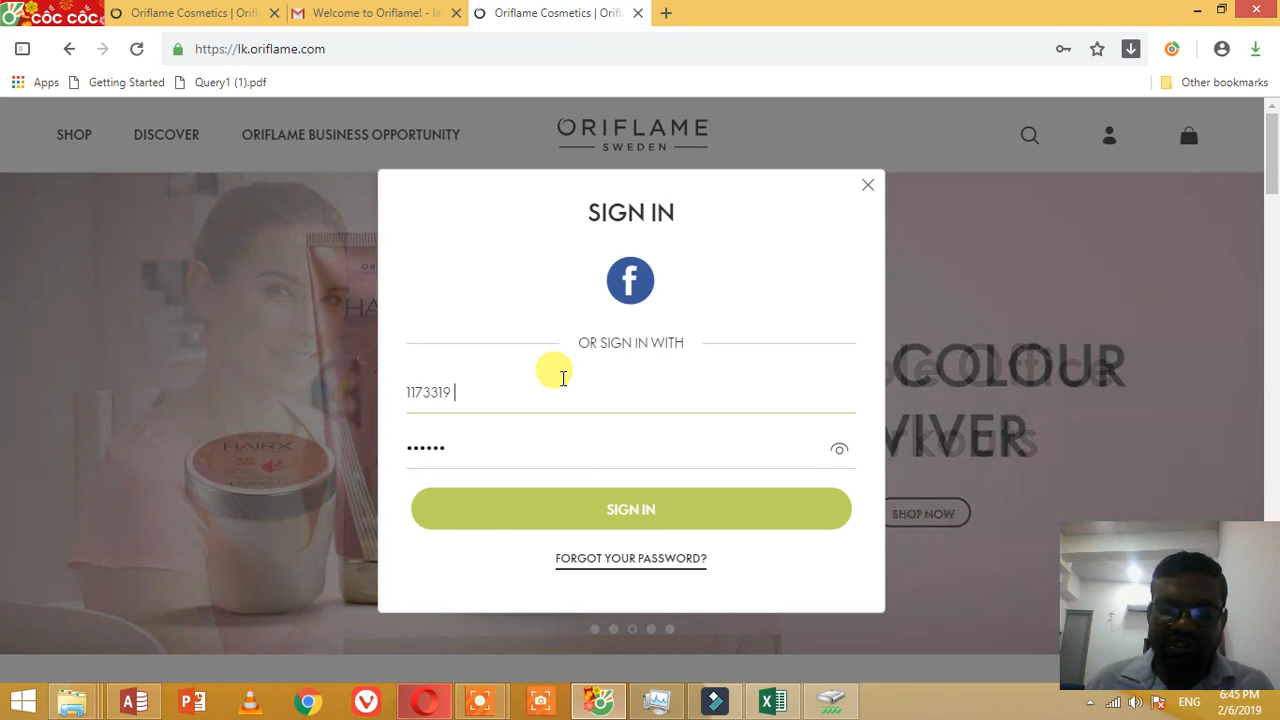 CỐC CỐC
Oriflame Cosmetics | Orifl
Welcome to Oriflame! - la
Oriflame Cosmetics | Orifl
https://lk.oriflame.com
Apps
Getting Started
Query1 (1).pdf
Other bookmarks
SHOP
DISCOVER
ORIFLAME BUSINESS OPPORTUNITY
ORIFLAME
SWEDEN
SIGN IN
f
OR SIGN IN WITH
1173319
COLOUR
VIVER
HAIRX
SIGN IN
SHOP NOW
FORGOT YOUR PASSWORD?
ENG
6:45 PM
2/6/2019